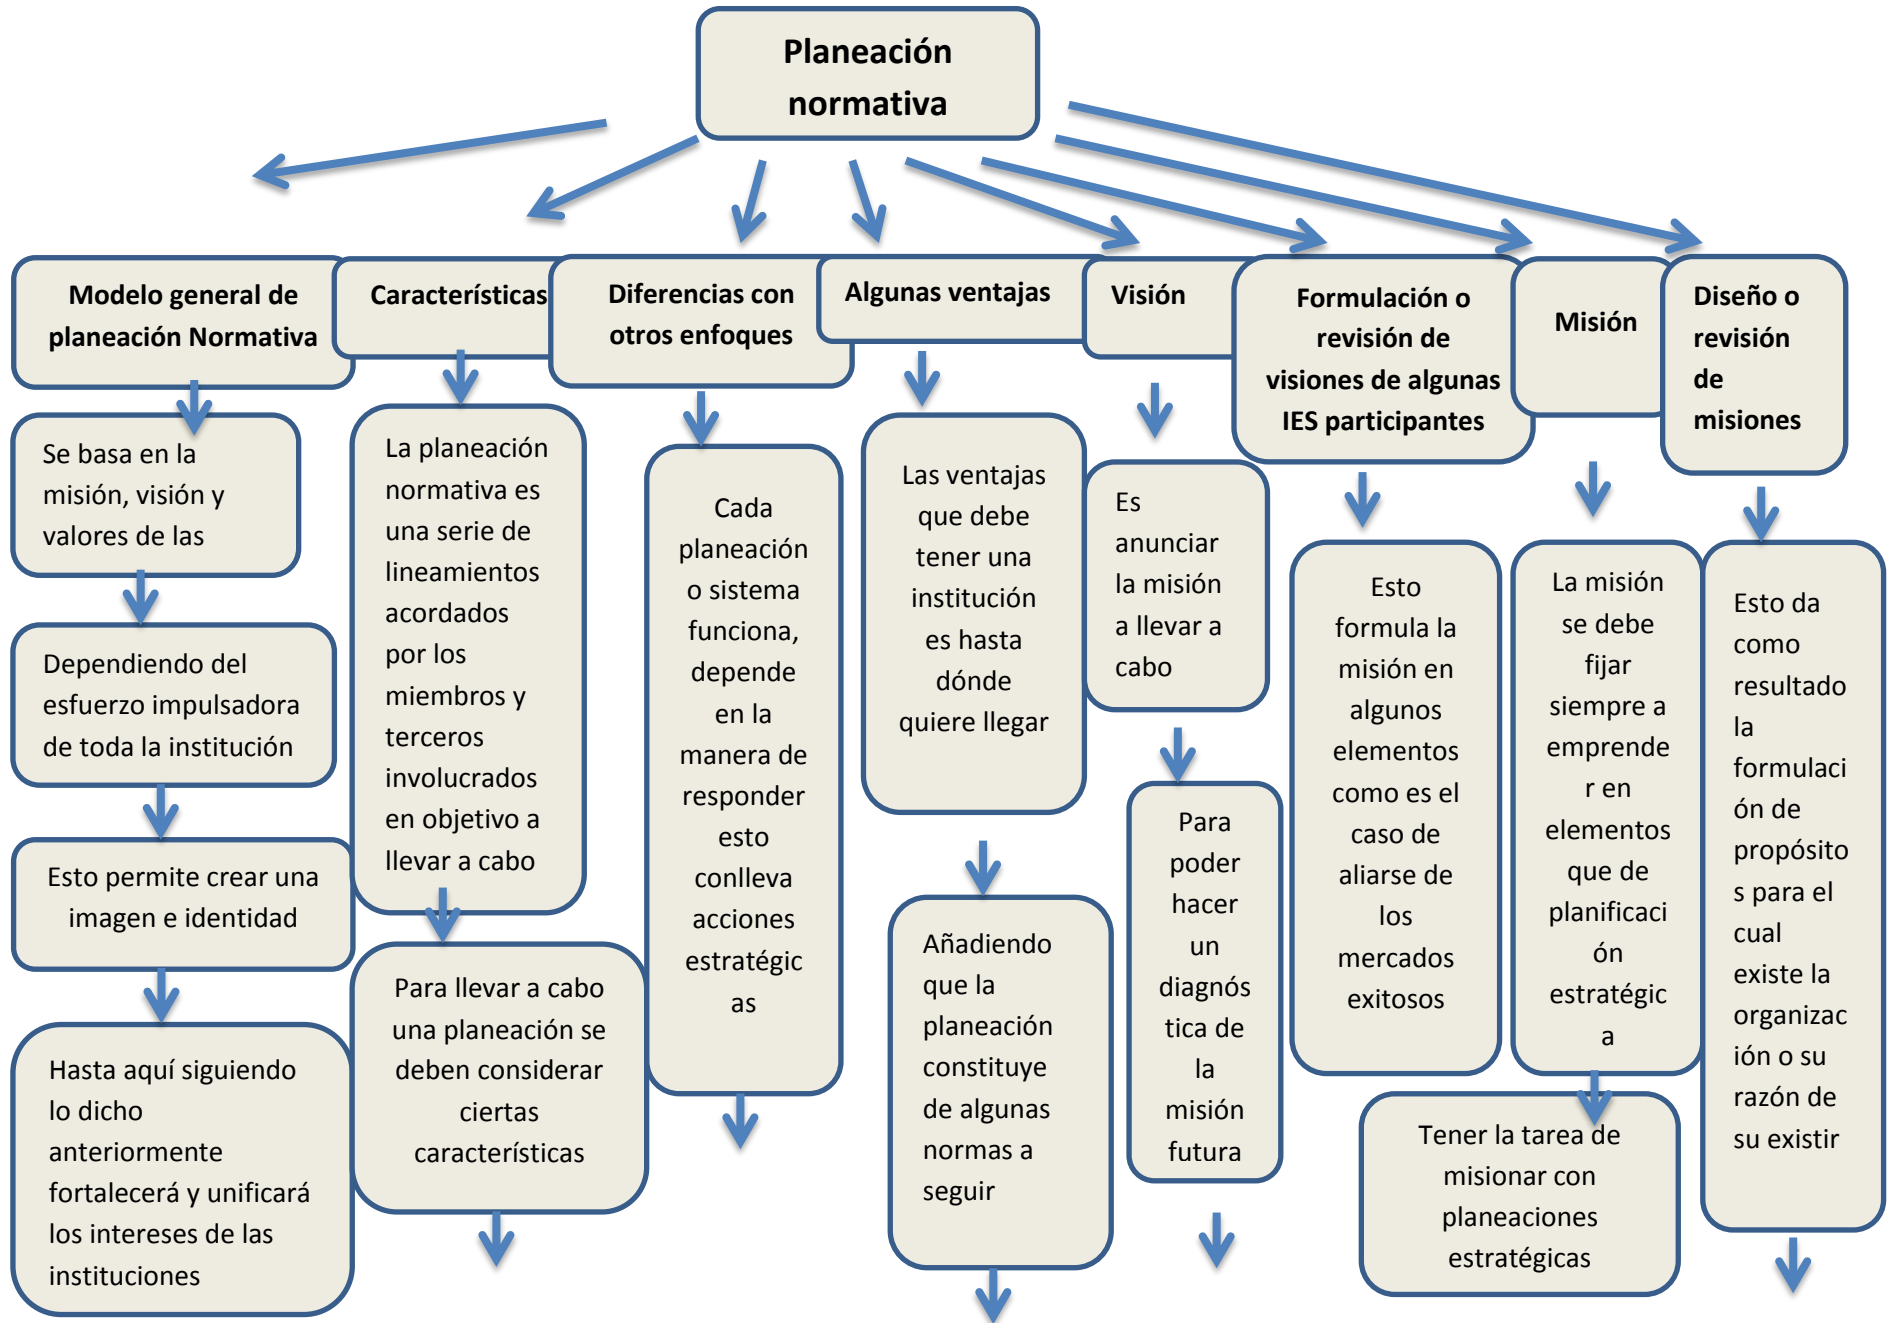 Planeación
normativa
Modelo general de
planeación Normativa
Se basa en la
misión, visión y
valores de las
Dependiendo del
esfuerzo impulsadora
de toda la institución
Esto permite crear una
imagen e identidad
Hasta aquí siguiendo
lo dicho
anteriormente
fortalecerá y unificará
los intereses de las
instituciones
Características
La planeación
normativa es
una serie de
lineamientos
acordados
por los
miembros y
terceros
involucrados
en objetivo a
llevar a cabo
Para llevar a cabo
una planeación se
deben considerar
ciertas
características
Diferencias con
otros enfoques
Cada
planeación
o sistema
funciona,
depende
en la
manera de
responder
esto
conlleva
acciones
estratégic
as
Algunas ventajas
Las ventajas
que debe
tener una
institución
es hasta
dónde
quiere llegar
Añadiendo
que la
planeación
constituye
de algunas
normas a
seguir
Visión
Es
anunciar
la misión
a llevar a
cabo
Para
poder
hacer
un
diagnós
tica de
la
misión
futura
Formulación o
revisión de
visiones de algunas
IES participantes
Esto
formula la
misión en
algunos
elementos
como es el
caso de
aliarse de
los
mercados
exitosos
Misión
La misión
se debe
fijar
siempre a
emprende
r en
elementos
que de
planificaci
ón
estratégic
a
Tener la tarea de
misionar con
planeaciones
estratégicas
Diseño o
revisión
de
misiones
Esto da
como
resultado
la
formulaci
ón de
propósito
s para el
cual
existe la
organizac
ión o su
razón de
su existir